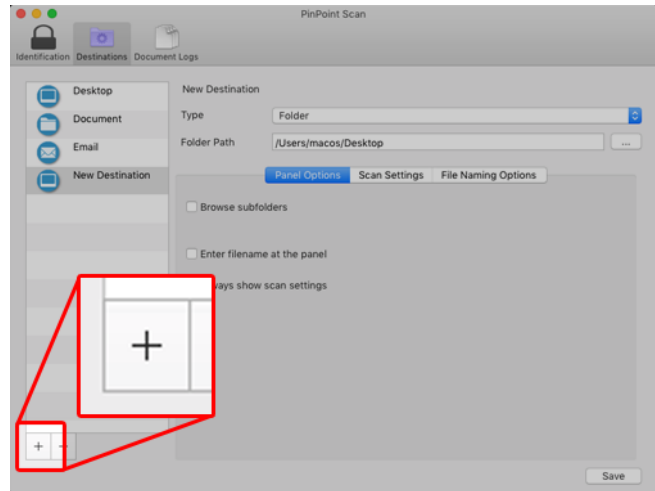 PinPoint Scan
Identification Destinations Document Logs
Desktop
Document
Email
New Destination
New Destination
Type Folder
Folder Path /Users/macos/Desktop ...
Panel Options Scan Settings File Naming Options
Browse subfolders
Enter filename at the panel
ways show scan settings
+
+
Save